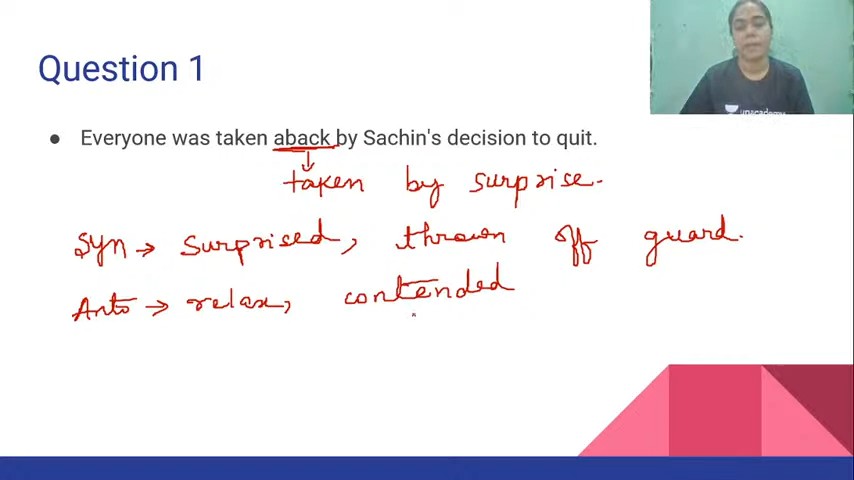 Question 1
unacademy
● Everyone was taken aback by Sachin's decision to quit.
taken by surprise.
Syn → surprised, thrown off guard.
Anto → relax, contended